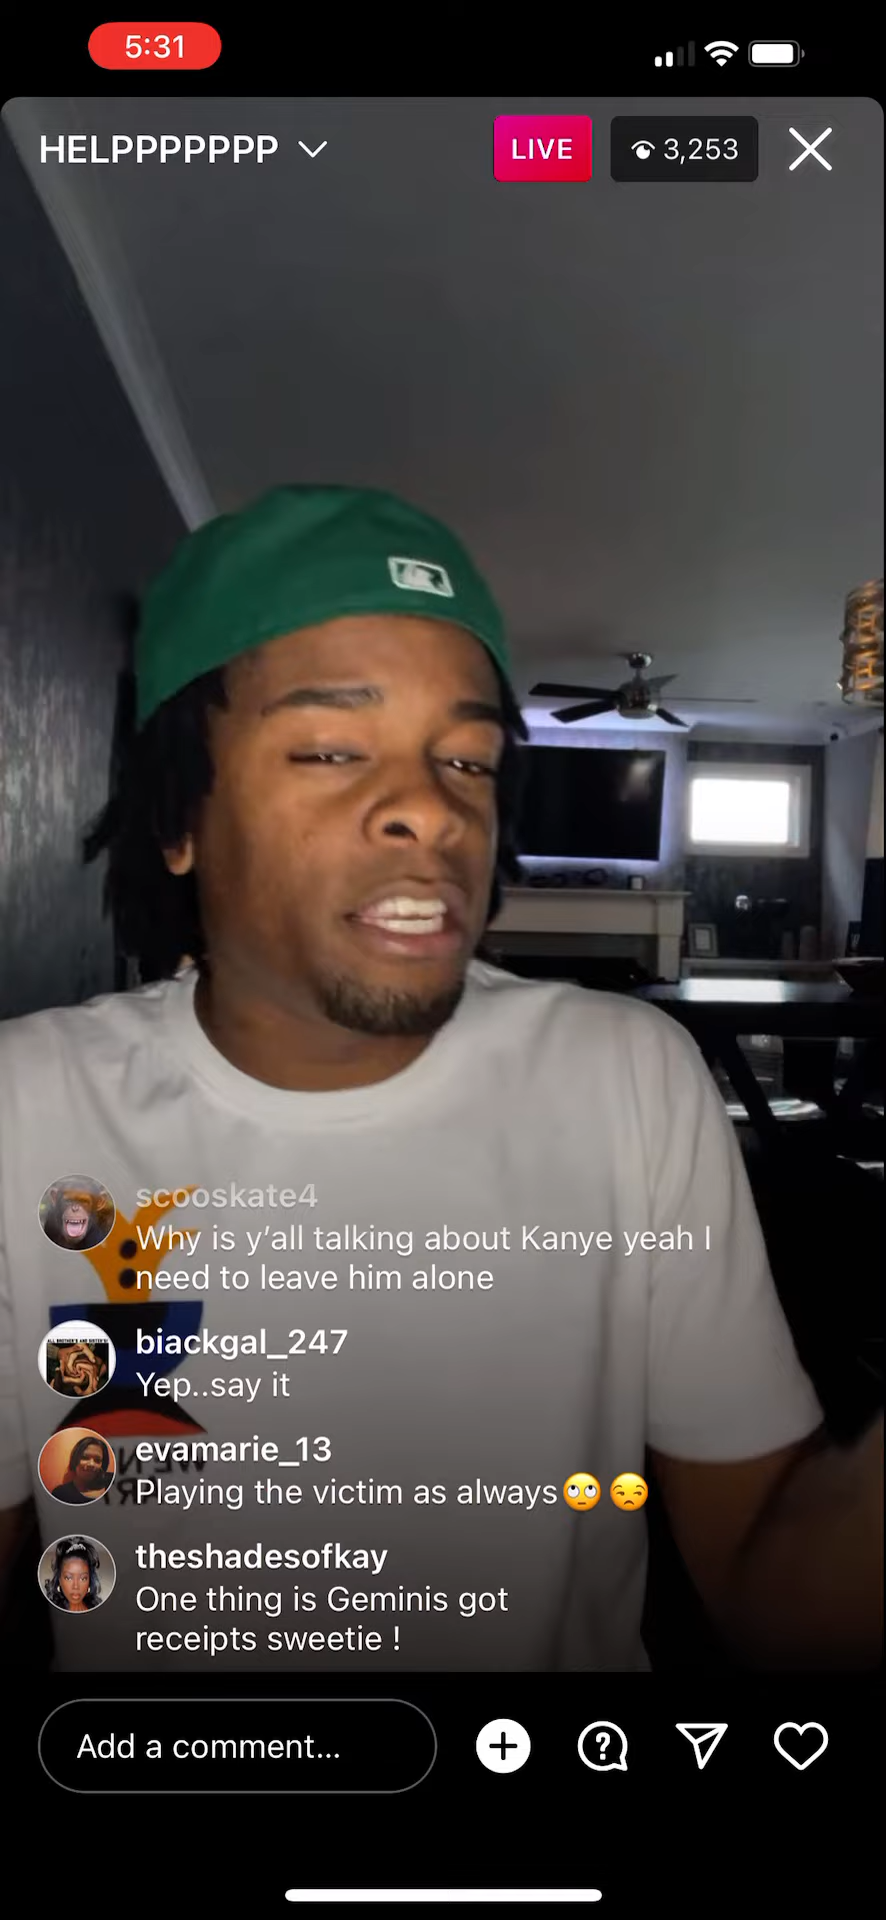 5:31
HELPPPPPPP
LIVE
3,253
scooskate4
Why is y’all talking about Kanye yeah I
need to leave him alone
biackgal_247
Yep..say it
evamarie_13
Playing the victim as always🙄😒
theshadesofkay
One thing is Geminis got
receipts sweetie !
Add a comment...